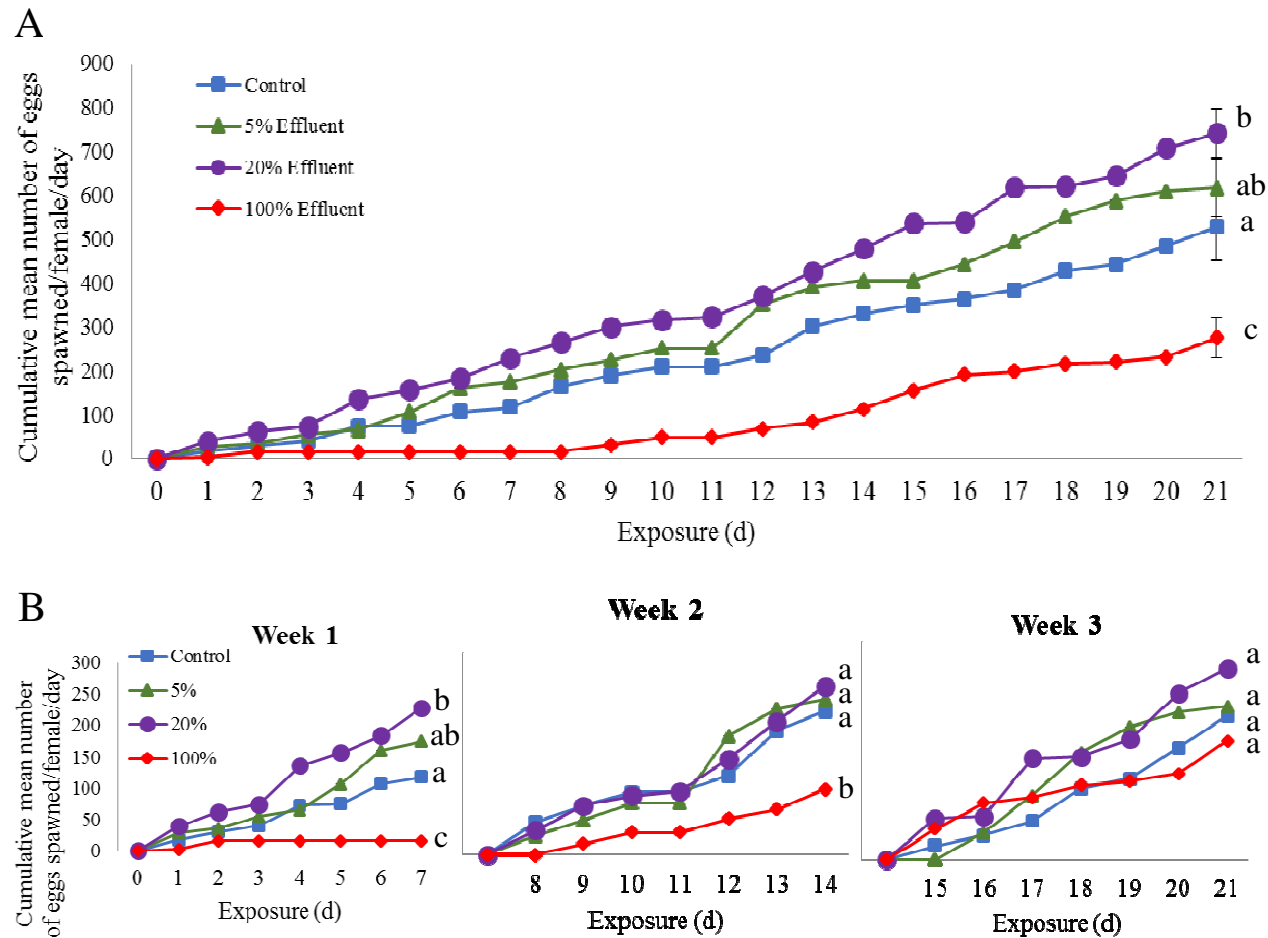 A
Cumulative mean number of eggs
spawned/female/day
900
800
700
600
500
400
300
200
100
0
Control
5% Effluent
20% Effluent
100% Effluent
b
ab
a
c
0 1 2 3 4 5 6 7 8 9 10 11 12 13 14 15 16 17 18 19 20 21
Exposure (d)
B
Cumulative mean number
of eggs spawned/female/day
Week 1
300
250
200
150
100
50
0
Control
5%
20%
100%
b
ab
a
c
0 1 2 3 4 5 6 7
Exposure (d)
Week 2
a
a
a
b
8 9 10 11 12 13 14
Exposure (d)
Week 3
a
a
a
a
15 16 17 18 19 20 21
Exposure (d)